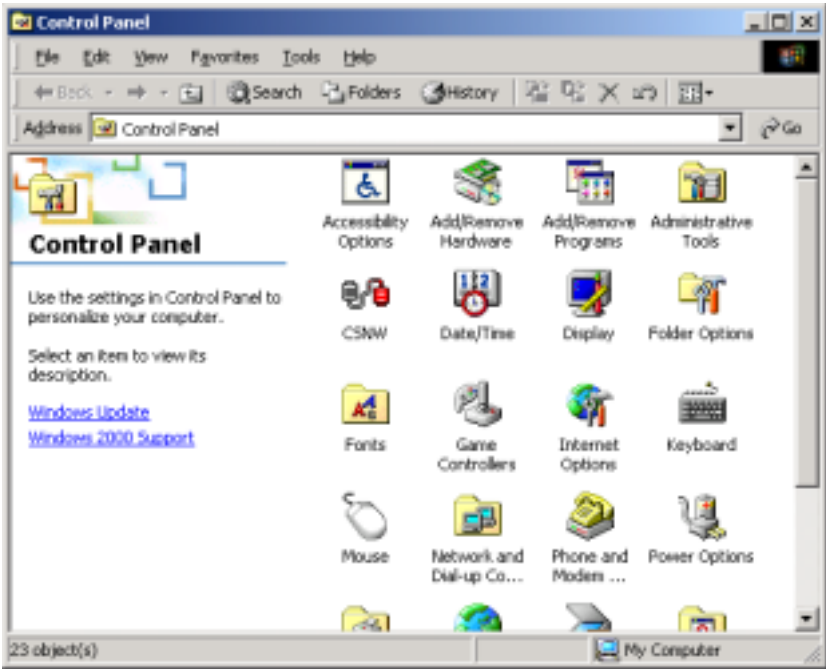 Control Panel
File Edit View Favorites Tools Help
Back Search Folders History
Address Control Panel Go
Control Panel
Use the settings in Control Panel to
personalize your computer.
Select an item to view its
description.
Windows Update
Windows 2000 Support
Accessibility
Options
Add/Remove
Hardware
Add/Remove
Programs
Administrative
Tools
CSNW
Date/Time
Display
Folder Options
Fonts
Game
Controllers
Internet
Options
Keyboard
Mouse
Network and
Dial-up Co...
Phone and
Modem ...
Power Options
23 object(s)
My Computer